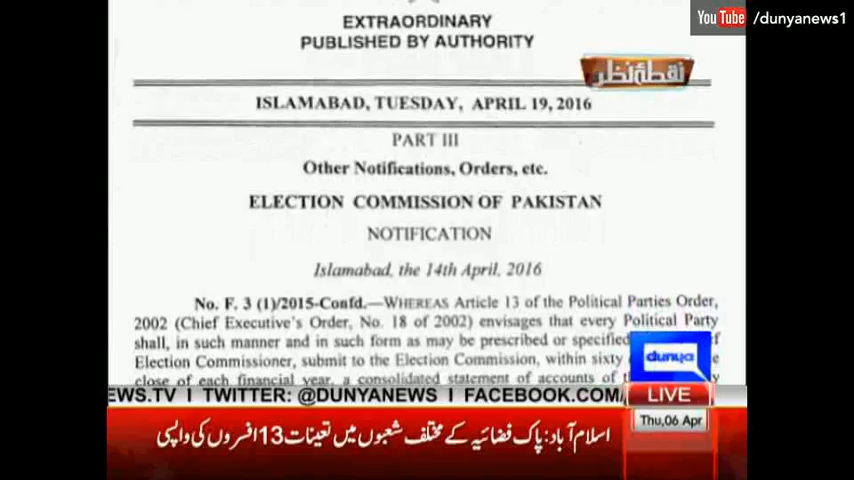 You Tube /dunyanews1
EXTRAORDINARY
PUBLISHED BY AUTHORITY
نقطۂ نظر
ISLAMABAD, TUESDAY, APRIL 19, 2016
PART III
Other Notifications, Orders, etc.
ELECTION COMMISSION OF PAKISTAN
NOTIFICATION
Islamabad, the 14th April, 2016
No. F. 3 (1)/2015-Confd.—WHEREAS Article 13 of the Political Parties Order,
2002 (Chief Executive's Order, No. 18 of 2002) envisages that every Political Party
shall, in such manner and in such form as may be prescribed or specified
Election Commissioner, submit to the Election Commission, within sixty
close of each financial year, a consolidated statement of accounts of
dunya
EWS.TV I TWITTER: @DUNYANEWS I FACEBOOK.COM/
LIVE
Thu,06 Apr
اسلام آباد: پاک فضائیہ کے مختلف شعبوں میں تعینات 13 افسروں کی واپسی